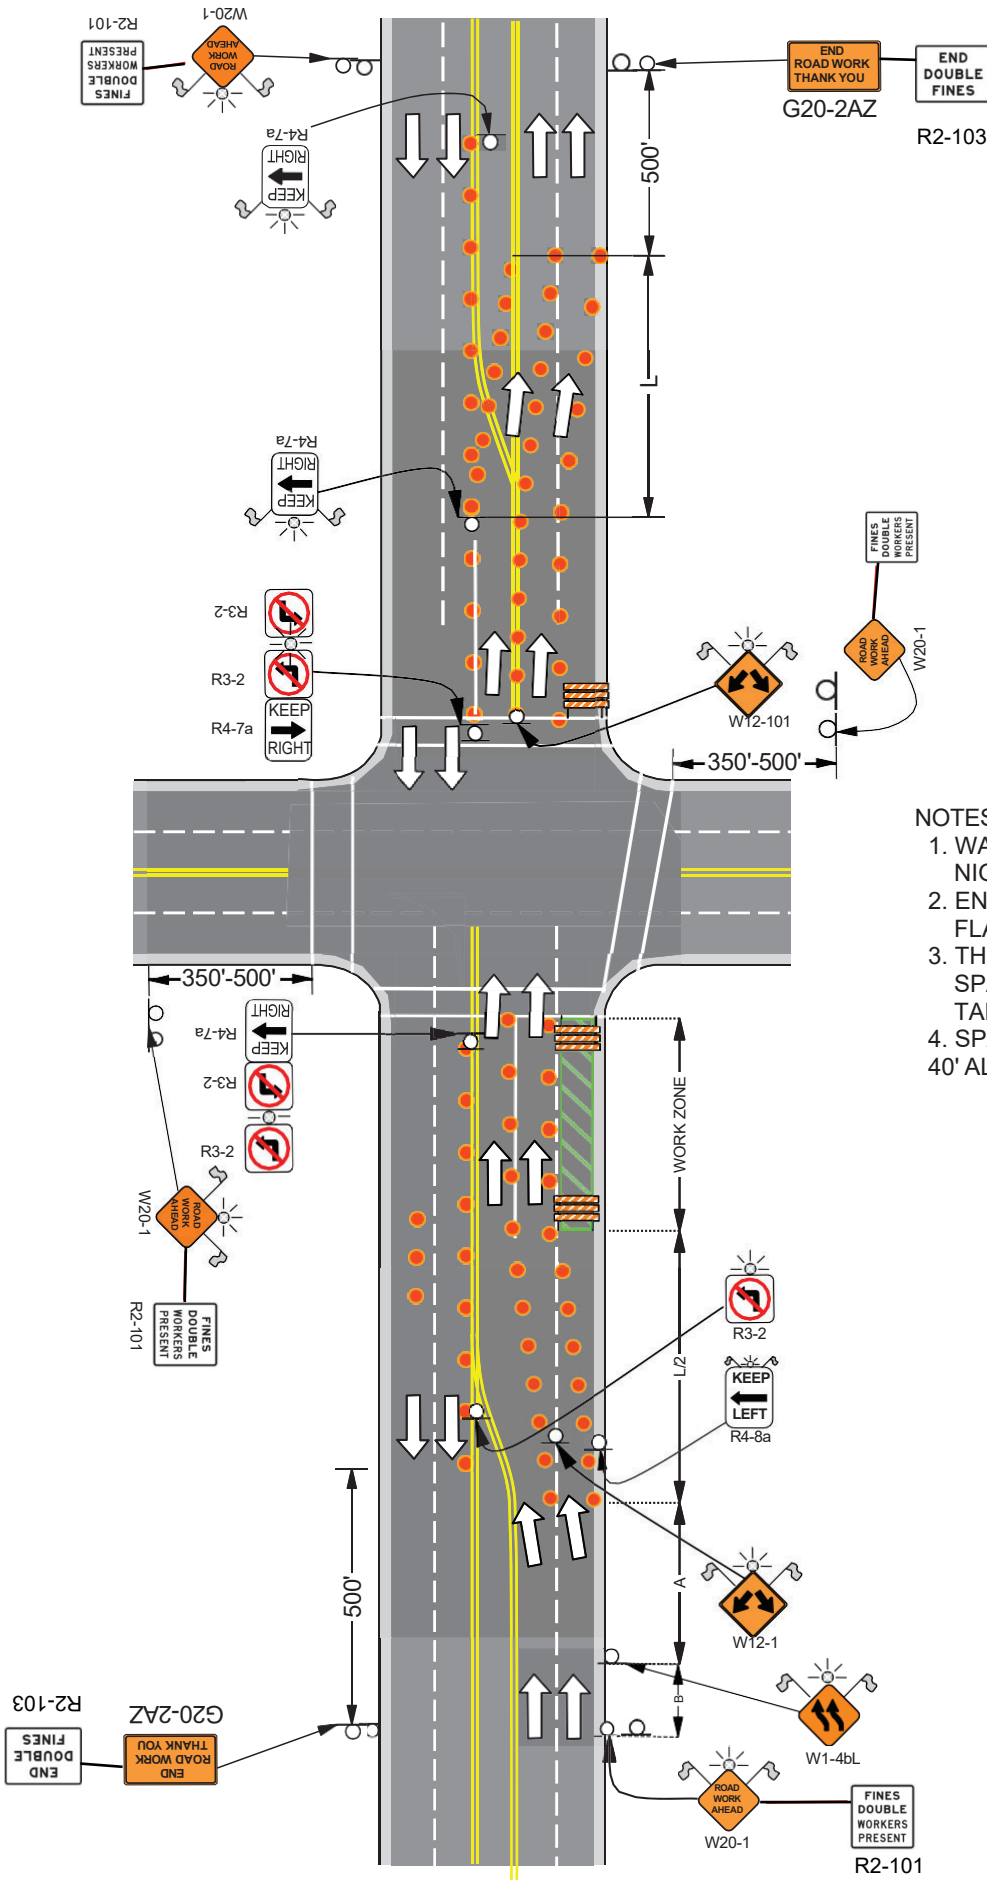 R2-101
W20-1
FINES
DOUBLE
WORKERS
PRESENT
ROAD
WORK
AHEAD
END
ROAD WORK
THANK YOU
G20-2AZ
END
DOUBLE
FINES
R2-103
R4-7a
KEEP
RIGHT
500'
L
R4-7a
KEEP
RIGHT
FINES
DOUBLE
WORKERS
PRESENT
ROAD
WORK
AHEAD
W20-1
R3-2
R3-2
R4-7a
KEEP
RIGHT
W12-101
350'-500'
NOTES
1. WA
NIG
2. EN
FLA
3. TH
SPA
TAI
4. SPA
40' AL
350'-500'
R4-7a
KEEP
RIGHT
R3-2
R3-2
WORK ZONE
W20-1
ROAD
WORK
AHEAD
R2-101
FINES
DOUBLE
WORKERS
PRESENT
R3-2
L/2
KEEP
LEFT
R4-8a
500'
A
W12-1
B
W1-4bL
R2-103
END
DOUBLE
FINES
G20-2AZ
END
ROAD WORK
THANK YOU
ROAD
WORK
AHEAD
W20-1
FINES
DOUBLE
WORKERS
PRESENT
R2-101